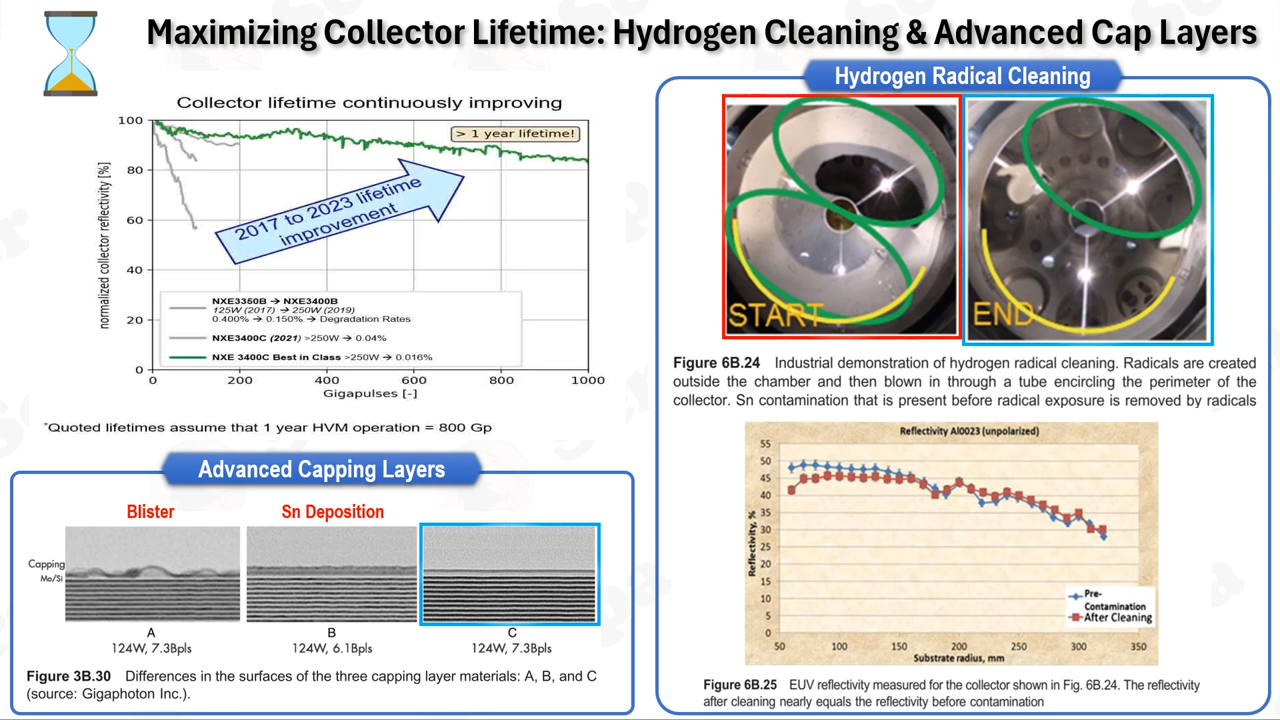 Maximizing Collector Lifetime: Hydrogen Cleaning & Advanced Cap Layers
Collector lifetime continuously improving
normalized collector reflectivity [%]
100
80
60
40
20
0
> 1 year lifetime!
2017 to 2023 lifetime
improvement
NXE3350B → NXE3400B
125W (2017) → 250W (2019)
0.400% → 0.150% → Degradation Rates
NXE3400C (2021) >250W → 0.04%
NXE 3400C Best in Class >250W → 0.016%
0 200 400 600 800 1000
Gigapulses [-]
*Quoted lifetimes assume that 1 year HVM operation = 800 Gp
Advanced Capping Layers
Blister
Sn Deposition
Capping
Mo/Si
A
124W, 7.3Bpls
B
124W, 6.1Bpls
C
124W, 7.3Bpls
Figure 3B.30 Differences in the surfaces of the three capping layer materials: A, B, and C
(source: Gigaphoton Inc.).
Hydrogen Radical Cleaning
START
END
Figure 6B.24 Industrial demonstration of hydrogen radical cleaning. Radicals are created
outside the chamber and then blown in through a tube encircling the perimeter of the
collector. Sn contamination that is present before radical exposure is removed by radicals
Reflectivity Al0023 (unpolarized)
Reflectivity, %
55
50
45
40
35
30
25
20
15
10
5
0
Pre-
Contamination
After Cleaning
50 100 150 200 250 300 350
Substrate radius, mm
Figure 6B.25 EUV reflectivity measured for the collector shown in Fig. 6B.24. The reflectivity
after cleaning nearly equals the reflectivity before contamination